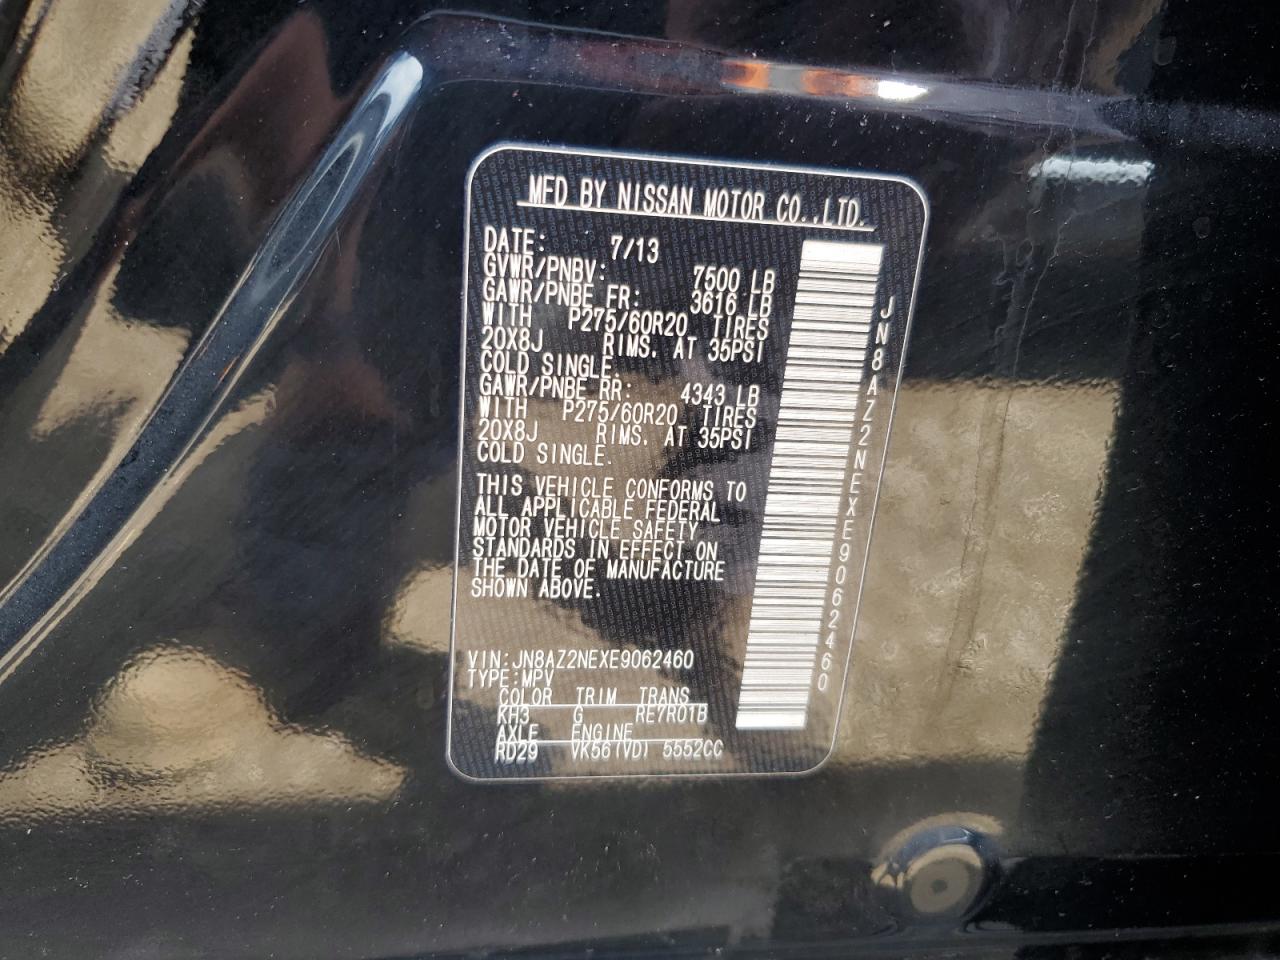 MFD BY NISSAN MOTOR CO.,LTD.
DATE: 7/13
GVWR/PNBV: 7500 LB
GAWR/PNBE FR: 3616 LB
WITH P275/60R20 TIRES
20X8J RIMS. AT 35PSI
COLD SINGLE.
GAWR/PNBE RR: 4343 LB
WITH P275/60R20 TIRES
20X8J RIMS. AT 35PSI
COLD SINGLE.
THIS VEHICLE CONFORMS TO
ALL APPLICABLE FEDERAL
MOTOR VEHICLE SAFETY
STANDARDS IN EFFECT ON
THE DATE OF MANUFACTURE
SHOWN ABOVE.
VIN:JN8AZ2NEXE9062460
TYPE:MPV
COLOR TRIM TRANS
KH3 G RE7R01B
AXLE ENGINE
RD29 VK56(VD) 5552CC
JN8AZ2NEXE9062460